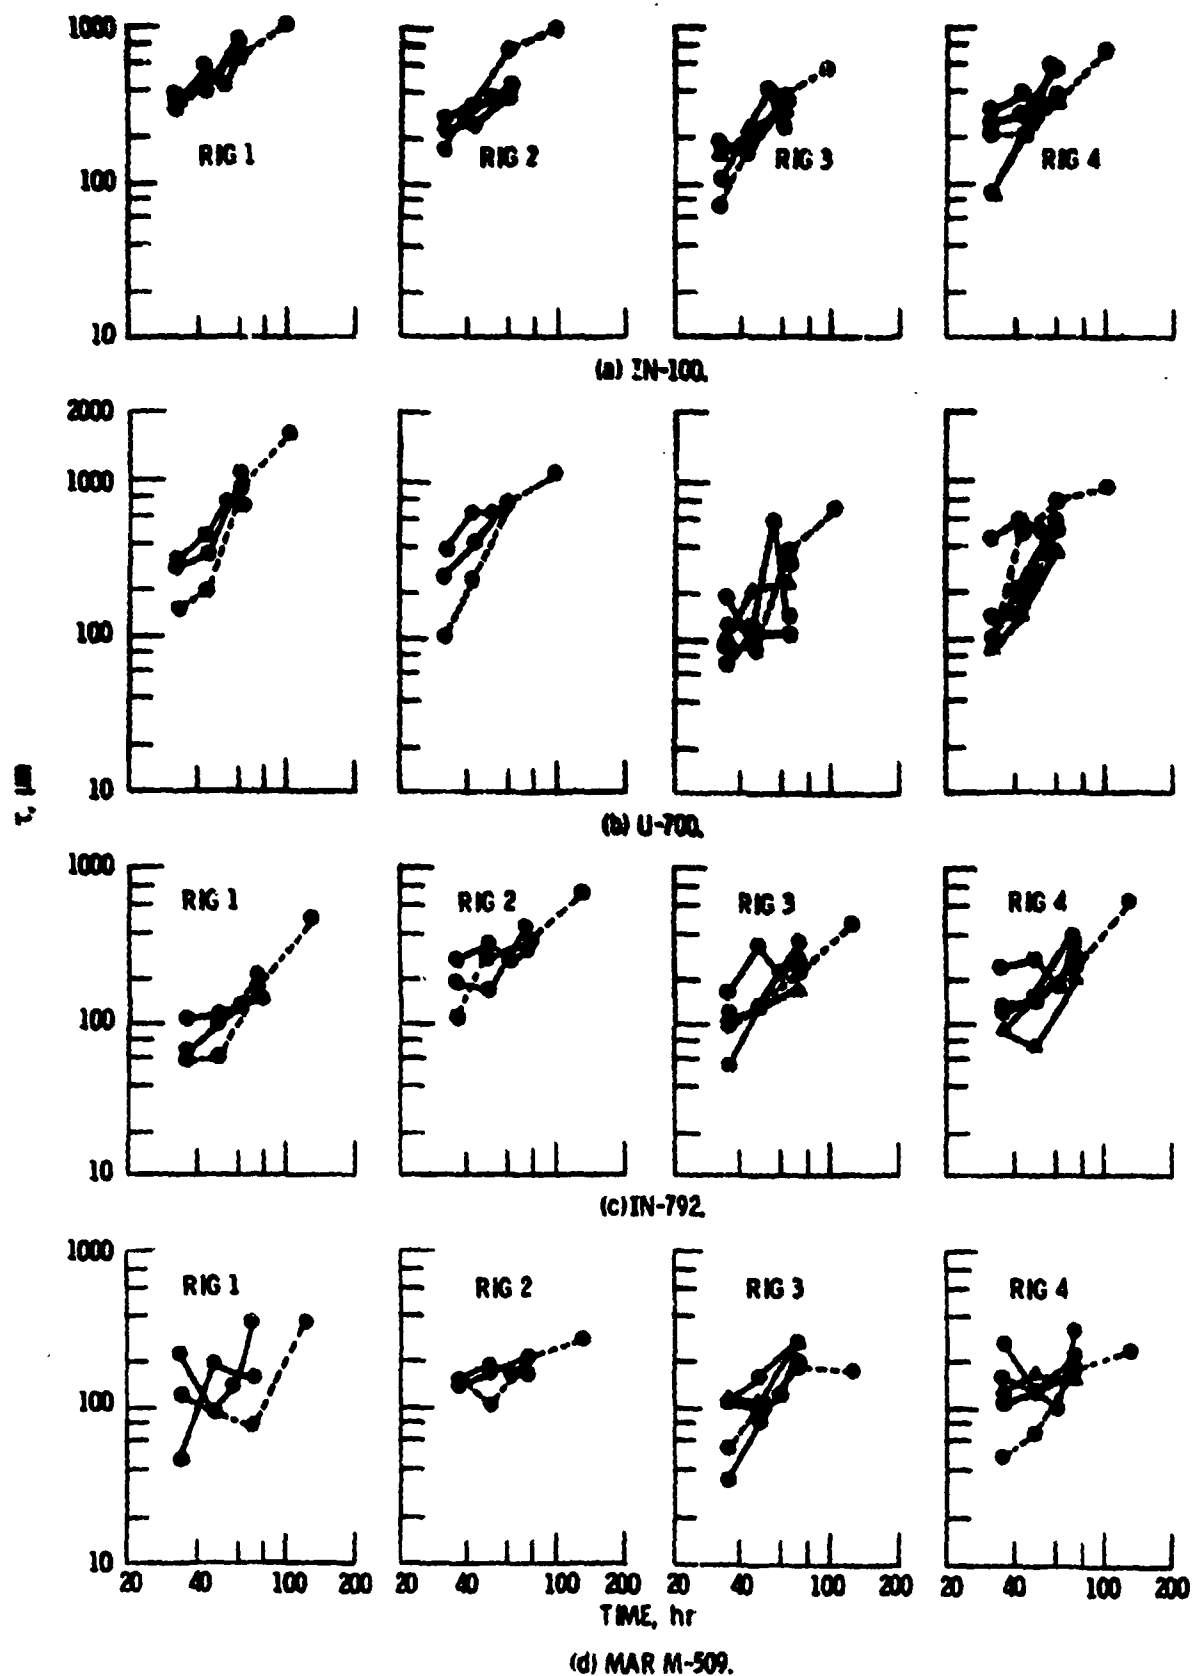 1000
100
10
RIG 1
RIG 2
RIG 3
RIG 4
(a) IN-100.
2000
1000
100
10
τ, μm
(b) U-700.
1000
100
10
RIG 1
RIG 2
RIG 3
RIG 4
(c) IN-792.
1000
100
10
RIG 1
RIG 2
RIG 3
RIG 4
20 40 100 200 20 40 100 200 20 40 100 200 20 40 100 200
TIME, hr
(d) MAR M-509.